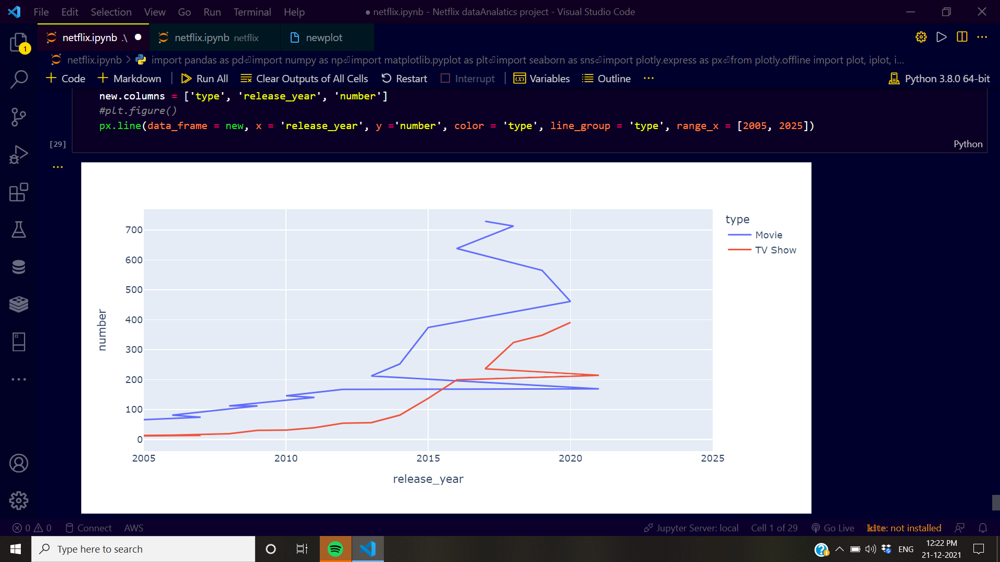 File Edit Selection View Go Run Terminal Help ● netflix.ipynb - Netflix dataAnalatics project - Visual Studio Code
netflix.ipynb .\ ● netflix.ipynb netflix newplot
1
netflix.ipynb > import pandas as pd⏎import numpy as np⏎import matplotlib.pyplot as plt⏎import seaborn as sns⏎import plotly.express as px⏎from plotly.offline import plot, iplot, i...
+ Code + Markdown Run All Clear Outputs of All Cells Restart Interrupt Variables Outline ... Python 3.8.0 64-bit
new.columns = ['type', 'release_year', 'number']
#plt.figure()
px.line(data_frame = new, x = 'release_year', y ='number', color = 'type', line_group = 'type', range_x = [2005, 2025])
[29] Python
type
Movie
TV Show
700
600
500
400
300
200
100
0
number
2005 2010 2015 2020 2025
release_year
0 0 Connect AWS Jupyter Server: local Cell 1 of 29 Go Live kite: not installed
Type here to search ENG 12:22 PM
21-12-2021